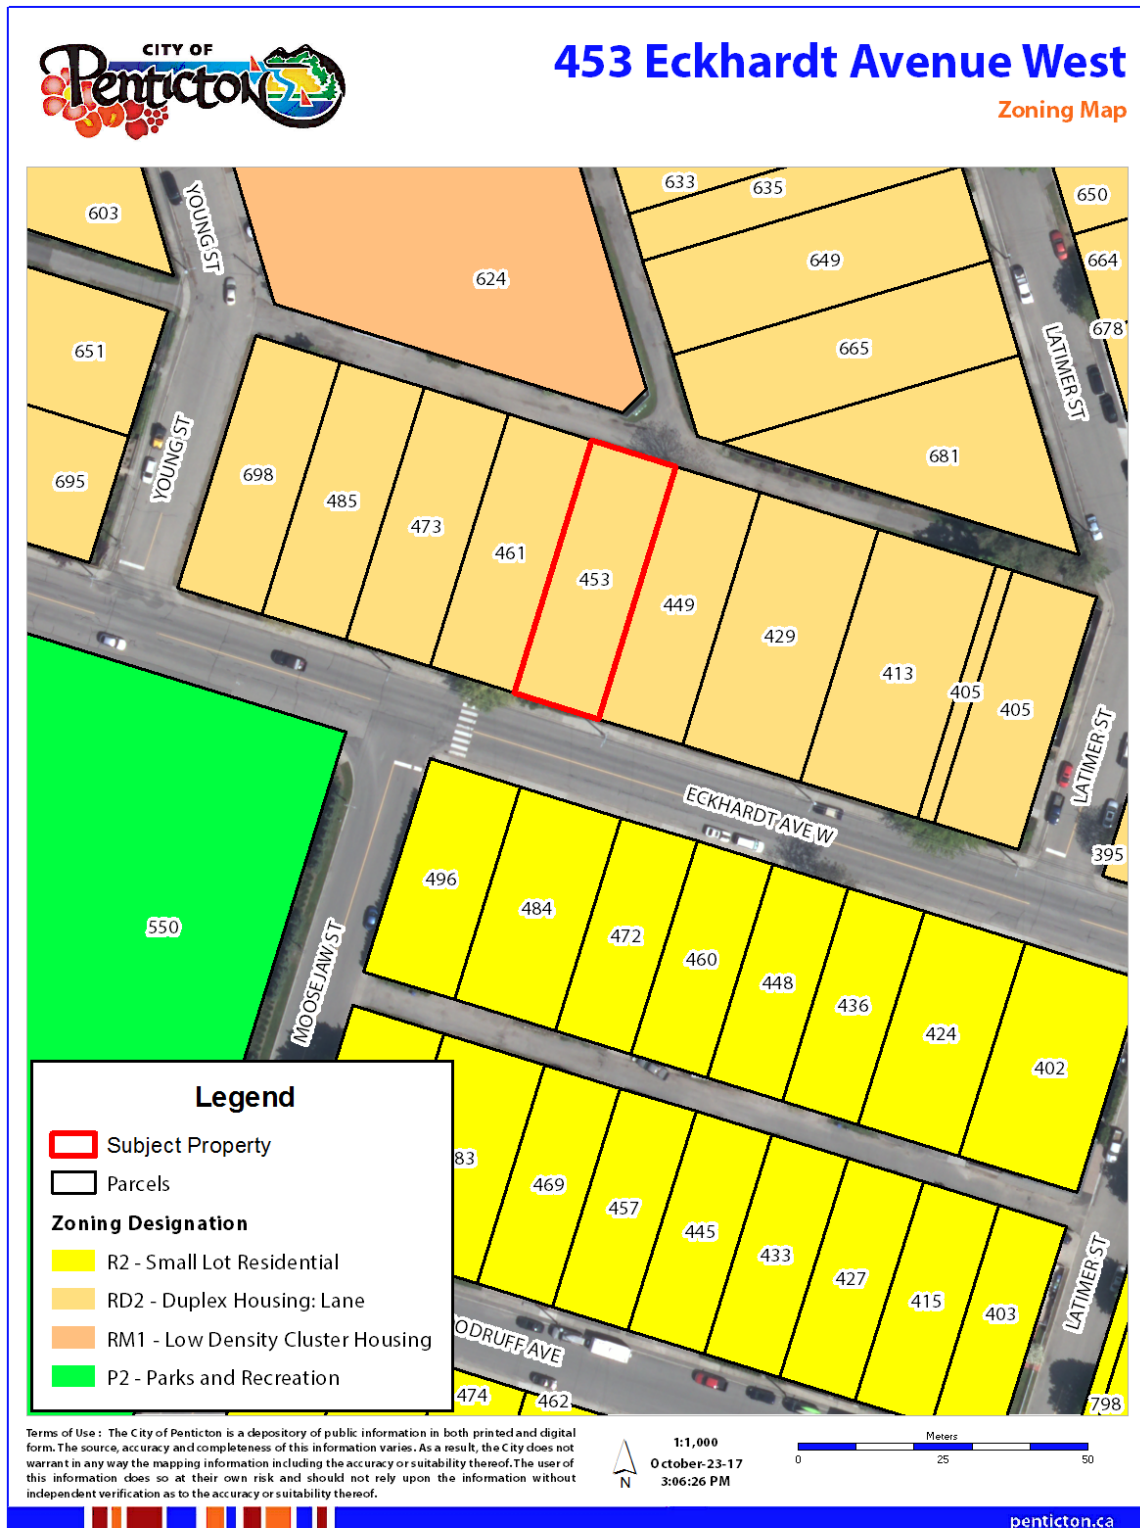 CITY OF
Penticton
453 Eckhardt Avenue West
Zoning Map
603
YOUNG ST
624
633
635
650
649
664
678
651
665
LATIMER ST
YOUNG ST
695
698
485
473
461
453
449
429
413
405
405
681
LATIMER ST
395
ECKHARDT AVE W
550
MOOSEJAW ST
496
484
472
460
448
436
424
402
83
469
457
445
433
427
415
403
LATIMER ST
ODRUFF AVE
474
462
798
Legend
Subject Property
Parcels
Zoning Designation
R2 - Small Lot Residential
RD2 - Duplex Housing: Lane
RM1 - Low Density Cluster Housing
P2 - Parks and Recreation
Terms of Use : The City of Penticton is a depository of public information in both printed and digital
form. The source, accuracy and completeness of this information varies. As a result, the City does not
warrant in any way the mapping information including the accuracy or suitability thereof. The user of
this information does so at their own risk and should not rely upon the information without
independent verification as to the accuracy or suitability thereof.
N
1:1,000
October-23-17
3:06:26 PM
Meters
0 25 50
penticton.ca